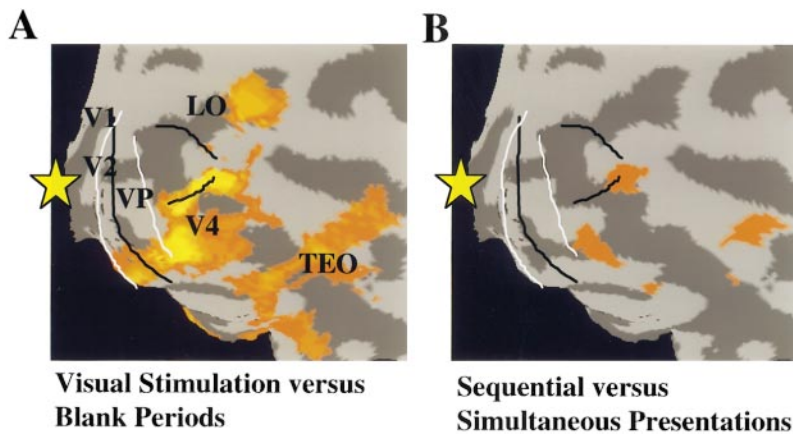 A
B
LO
V1
V2
VP
V4
TEO
Visual Stimulation versus
Blank Periods
Sequential versus
Simultaneous Presentations